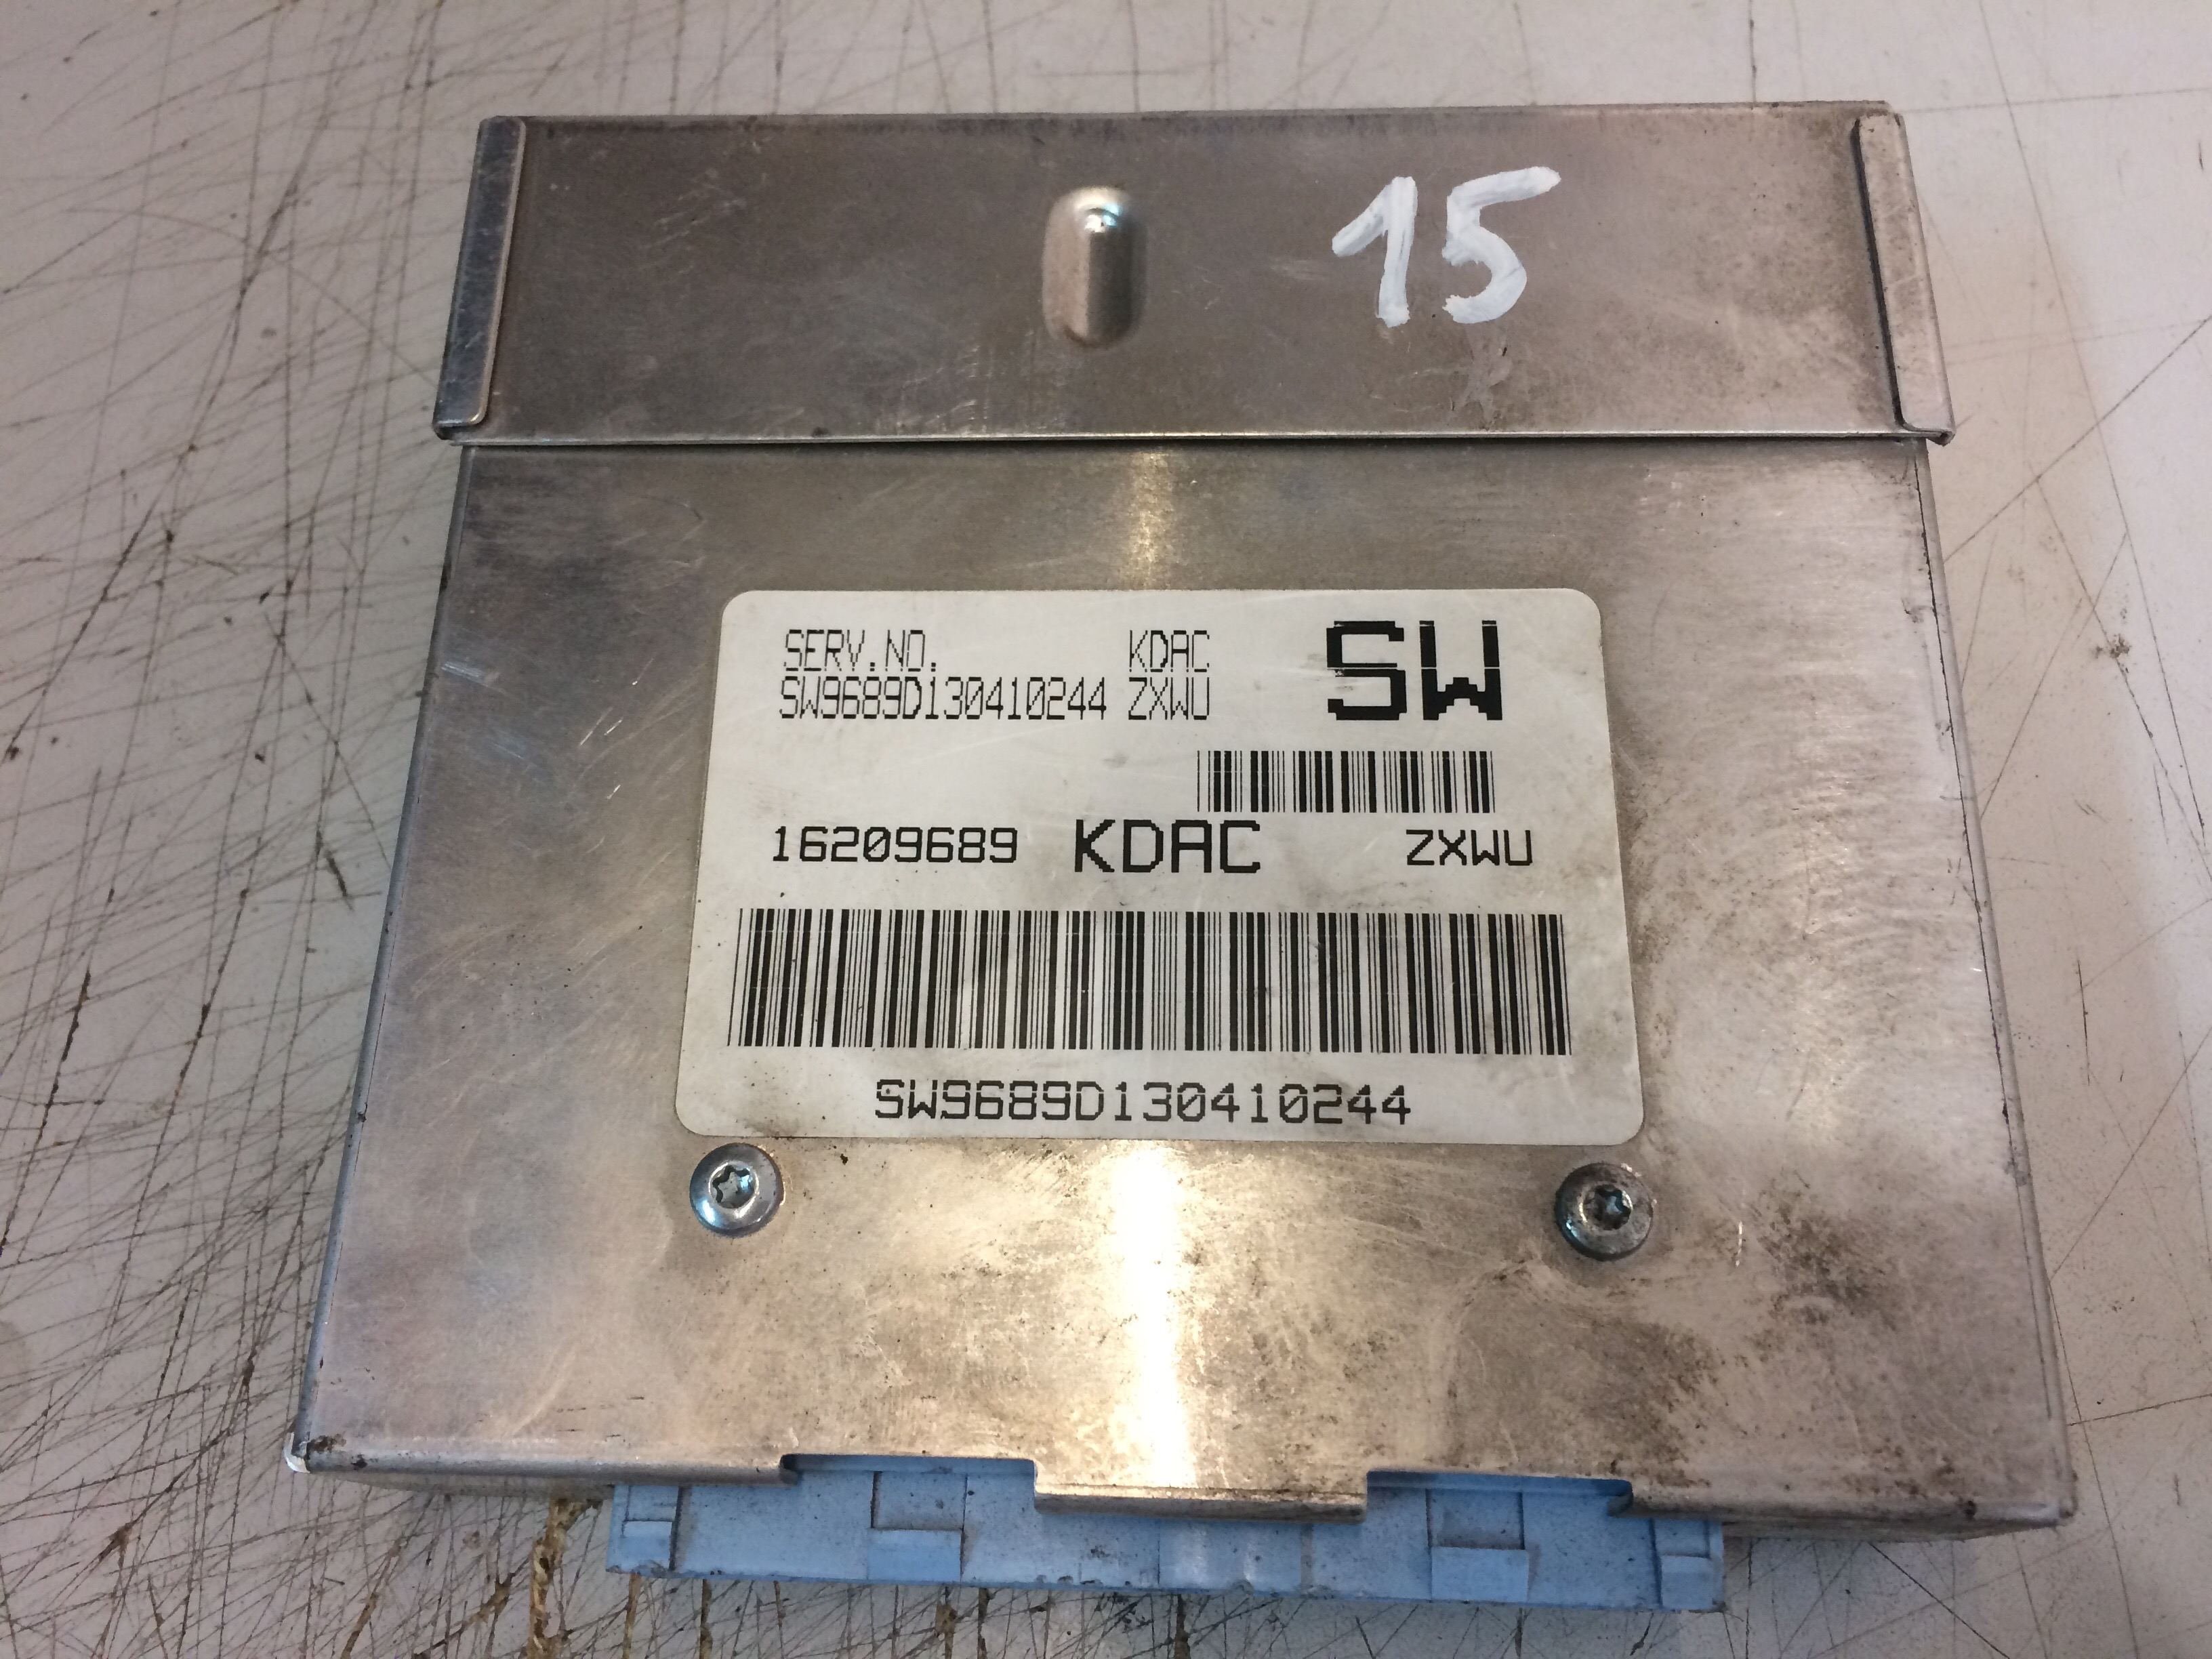 15
SERV.NO. KDAC SW
SW9689D130410244 ZXWU
16209689 KDAC ZXWU
SW9689D130410244